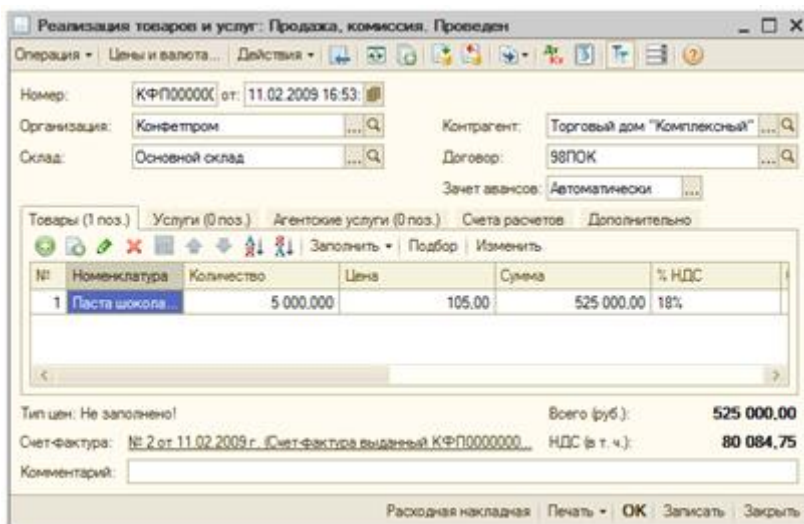 Реализация товаров и услуг: Продажа, комиссия. Проведен
Операция Цены и валюта... Действия
Номер: КФП00000 от: 11.02.2009 16:53:
Организация: Конфетпром ... Контрагент: Торговый дом "Комплексный" ...
Склад: Основной склад ... Договор: 98ПОК ...
Зачет авансов: Автоматически ...
Товары (1 поз.) Услуги (0 поз.) Агентские услуги (0 поз.) Счета расчетов Дополнительно
Заполнить Подбор Изменить
№ Номенклатура Количество Цена Сумма % НДС
1 Паста шокола... 5 000,000 105,00 525 000,00 18%
Тип цен: Не заполнено! Всего (руб.): 525 000,00
Счет-фактура: № 2 от 11.02.2009 г. (Счет-фактура выданный КФП0000000... НДС (в т. ч.): 80 084,75
Комментарий:
Расходная накладная Печать OK Записать Закрыть